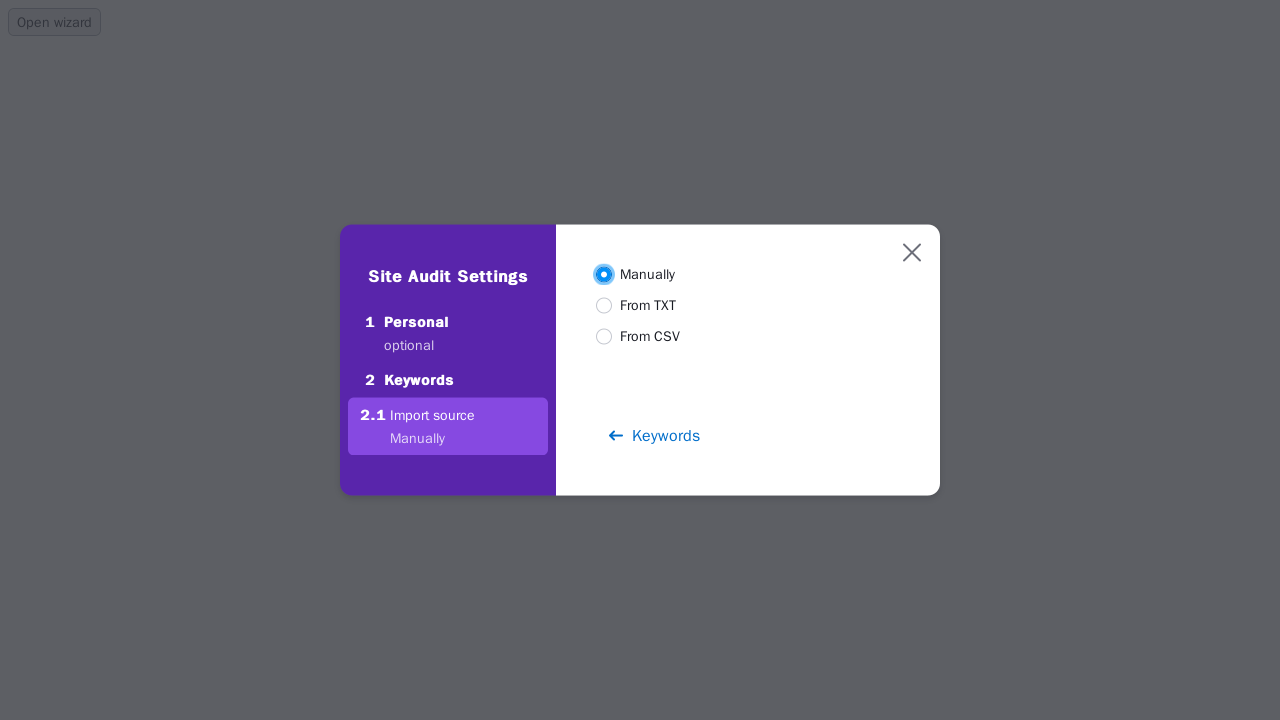 Open wizard
Site Audit Settings
1 Personal
optional
2 Keywords
2.1 Import source
Manually
Manually
From TXT
From CSV
Keywords